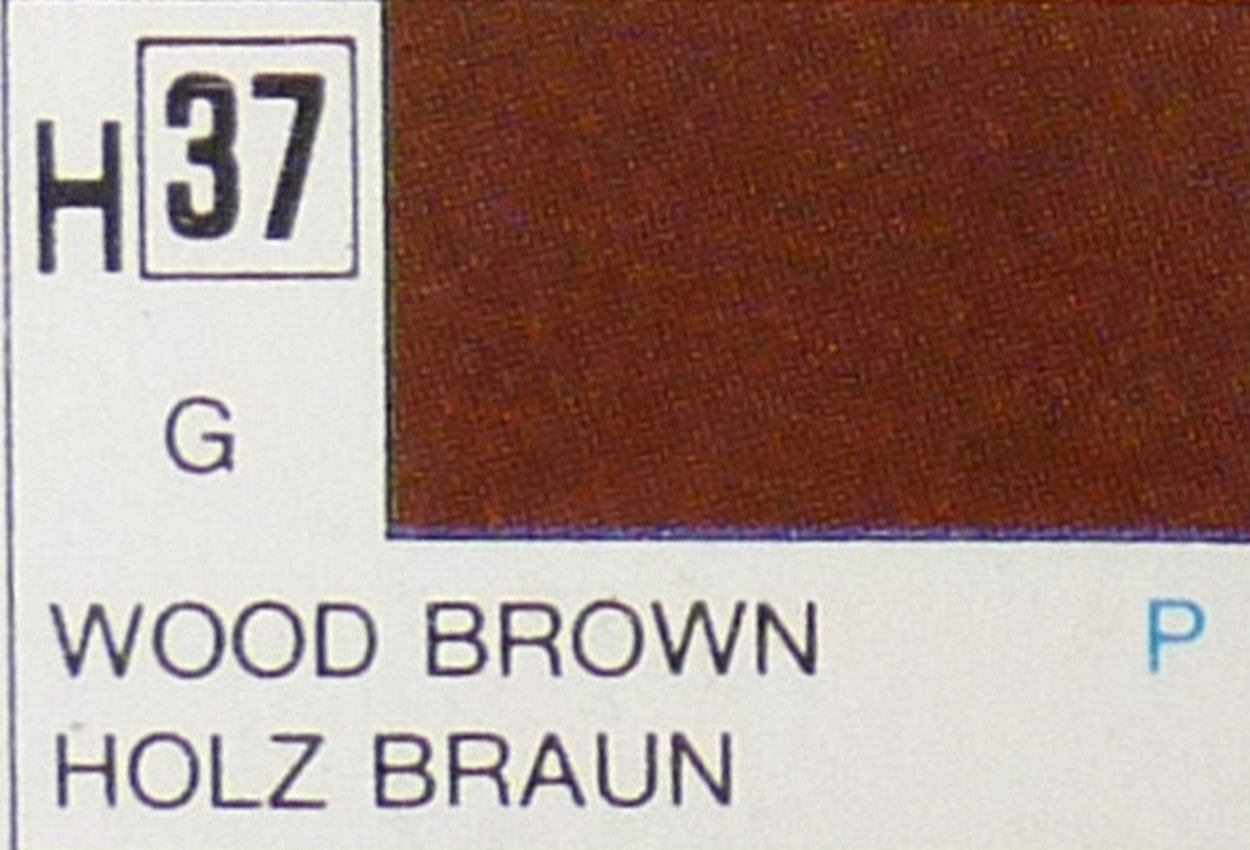 H 37
G
WOOD BROWN P
HOLZ BRAUN